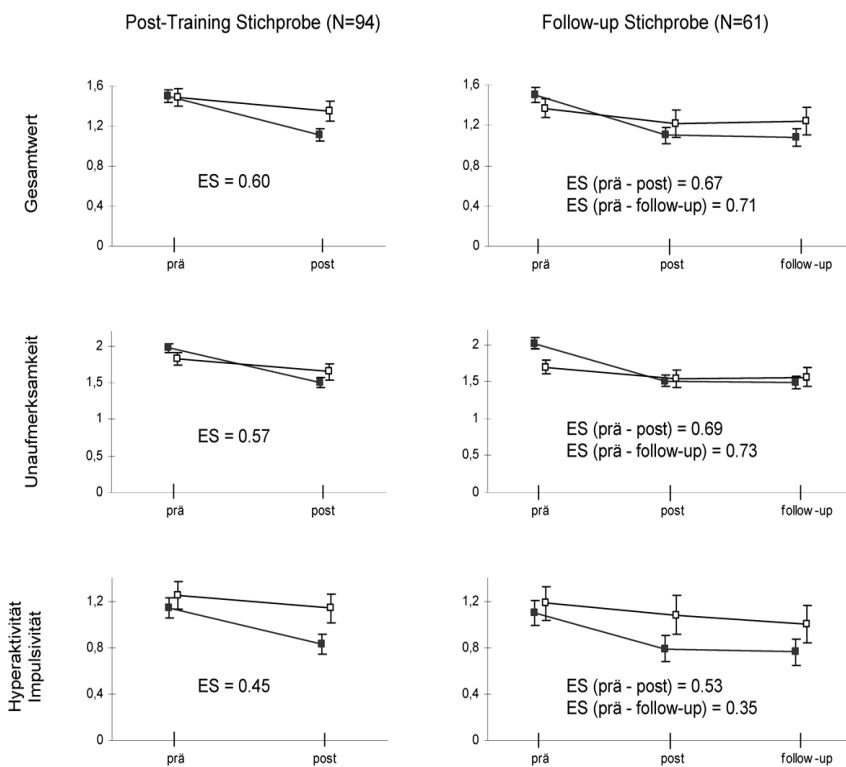 Post-Training Stichprobe (N=94)
Follow-up Stichprobe (N=61)
Gesamtwert
1,6
1,2
0,8
0,4
0
prä
post
ES = 0.60
1,6
1,2
0,8
0,4
0
prä
post
follow-up
ES (prä - post) = 0.67
ES (prä - follow-up) = 0.71
Unaufmerksamkeit
2
1,5
1
0,5
0
prä
post
ES = 0.57
2
1,5
1
0,5
0
prä
post
follow-up
ES (prä - post) = 0.69
ES (prä - follow-up) = 0.73
Hyperaktivität
Impulsivität
1,2
0,8
0,4
0
prä
post
ES = 0.45
1,2
0,8
0,4
0
prä
post
follow-up
ES (prä - post) = 0.53
ES (prä - follow-up) = 0.35